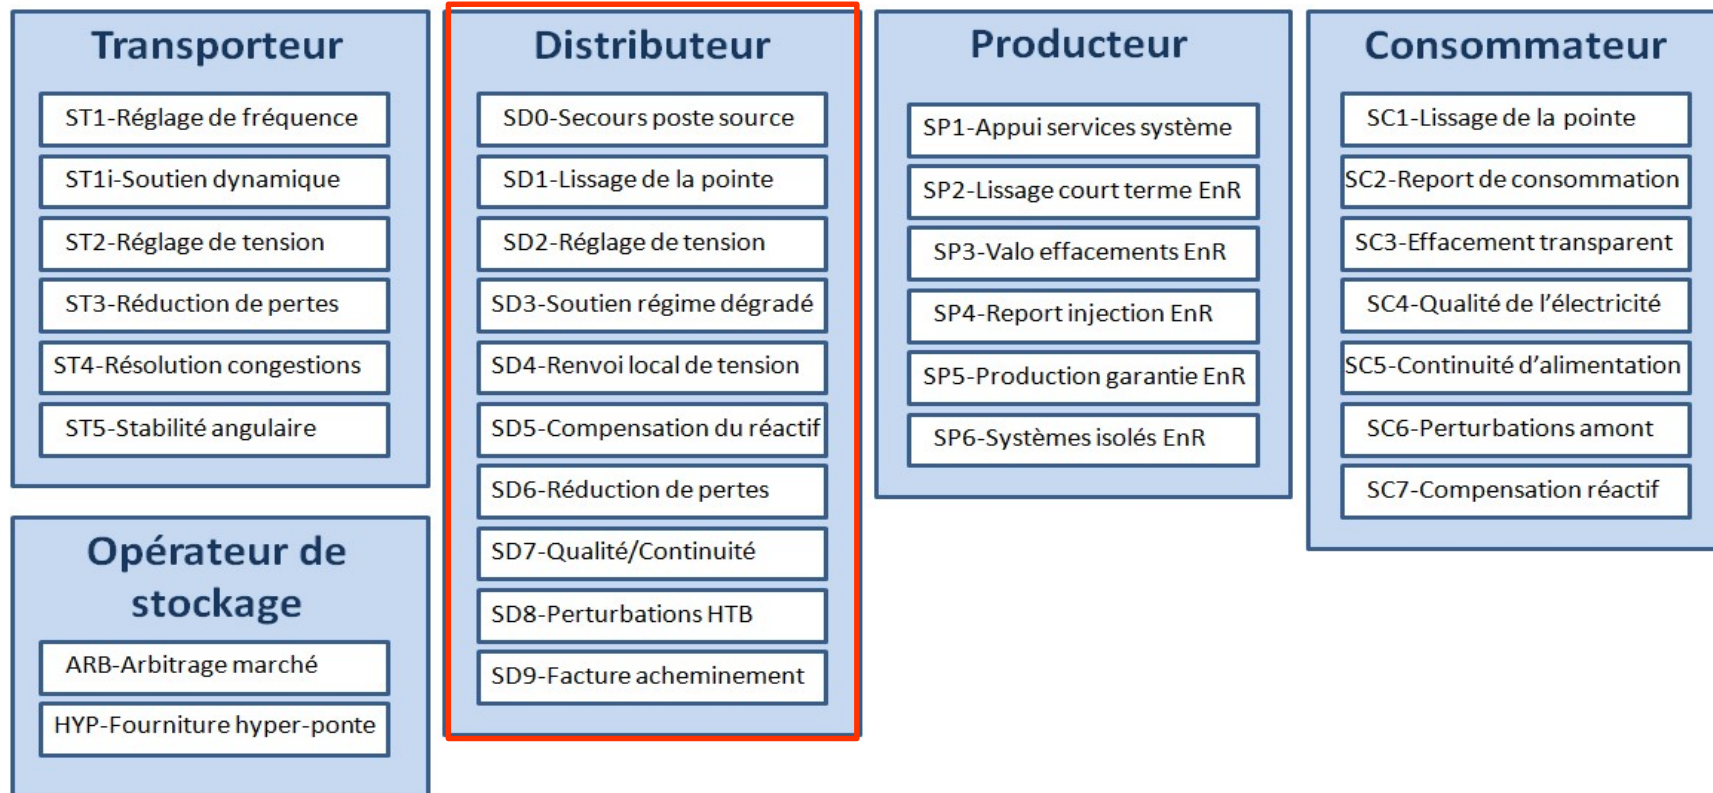 Transporteur
ST1-Réglage de fréquence
ST1i-Soutien dynamique
ST2-Réglage de tension
ST3-Réduction de pertes
ST4-Résolution congestions
ST5-Stabilité angulaire
Opérateur de
stockage
ARB-Arbitrage marché
HYP-Fourniture hyper-ponte
Distributeur
SD0-Secours poste source
SD1-Lissage de la pointe
SD2-Réglage de tension
SD3-Soutien régime dégradé
SD4-Renvoi local de tension
SD5-Compensation du réactif
SD6-Réduction de pertes
SD7-Qualité/Continuité
SD8-Perturbations HTB
SD9-Facture acheminement
Producteur
SP1-Appui services système
SP2-Lissage court terme EnR
SP3-Valo effacements EnR
SP4-Report injection EnR
SP5-Production garantie EnR
SP6-Systèmes isolés EnR
Consommateur
SC1-Lissage de la pointe
SC2-Report de consommation
SC3-Effacement transparent
SC4-Qualité de l’électricité
SC5-Continuité d’alimentation
SC6-Perturbations amont
SC7-Compensation réactif